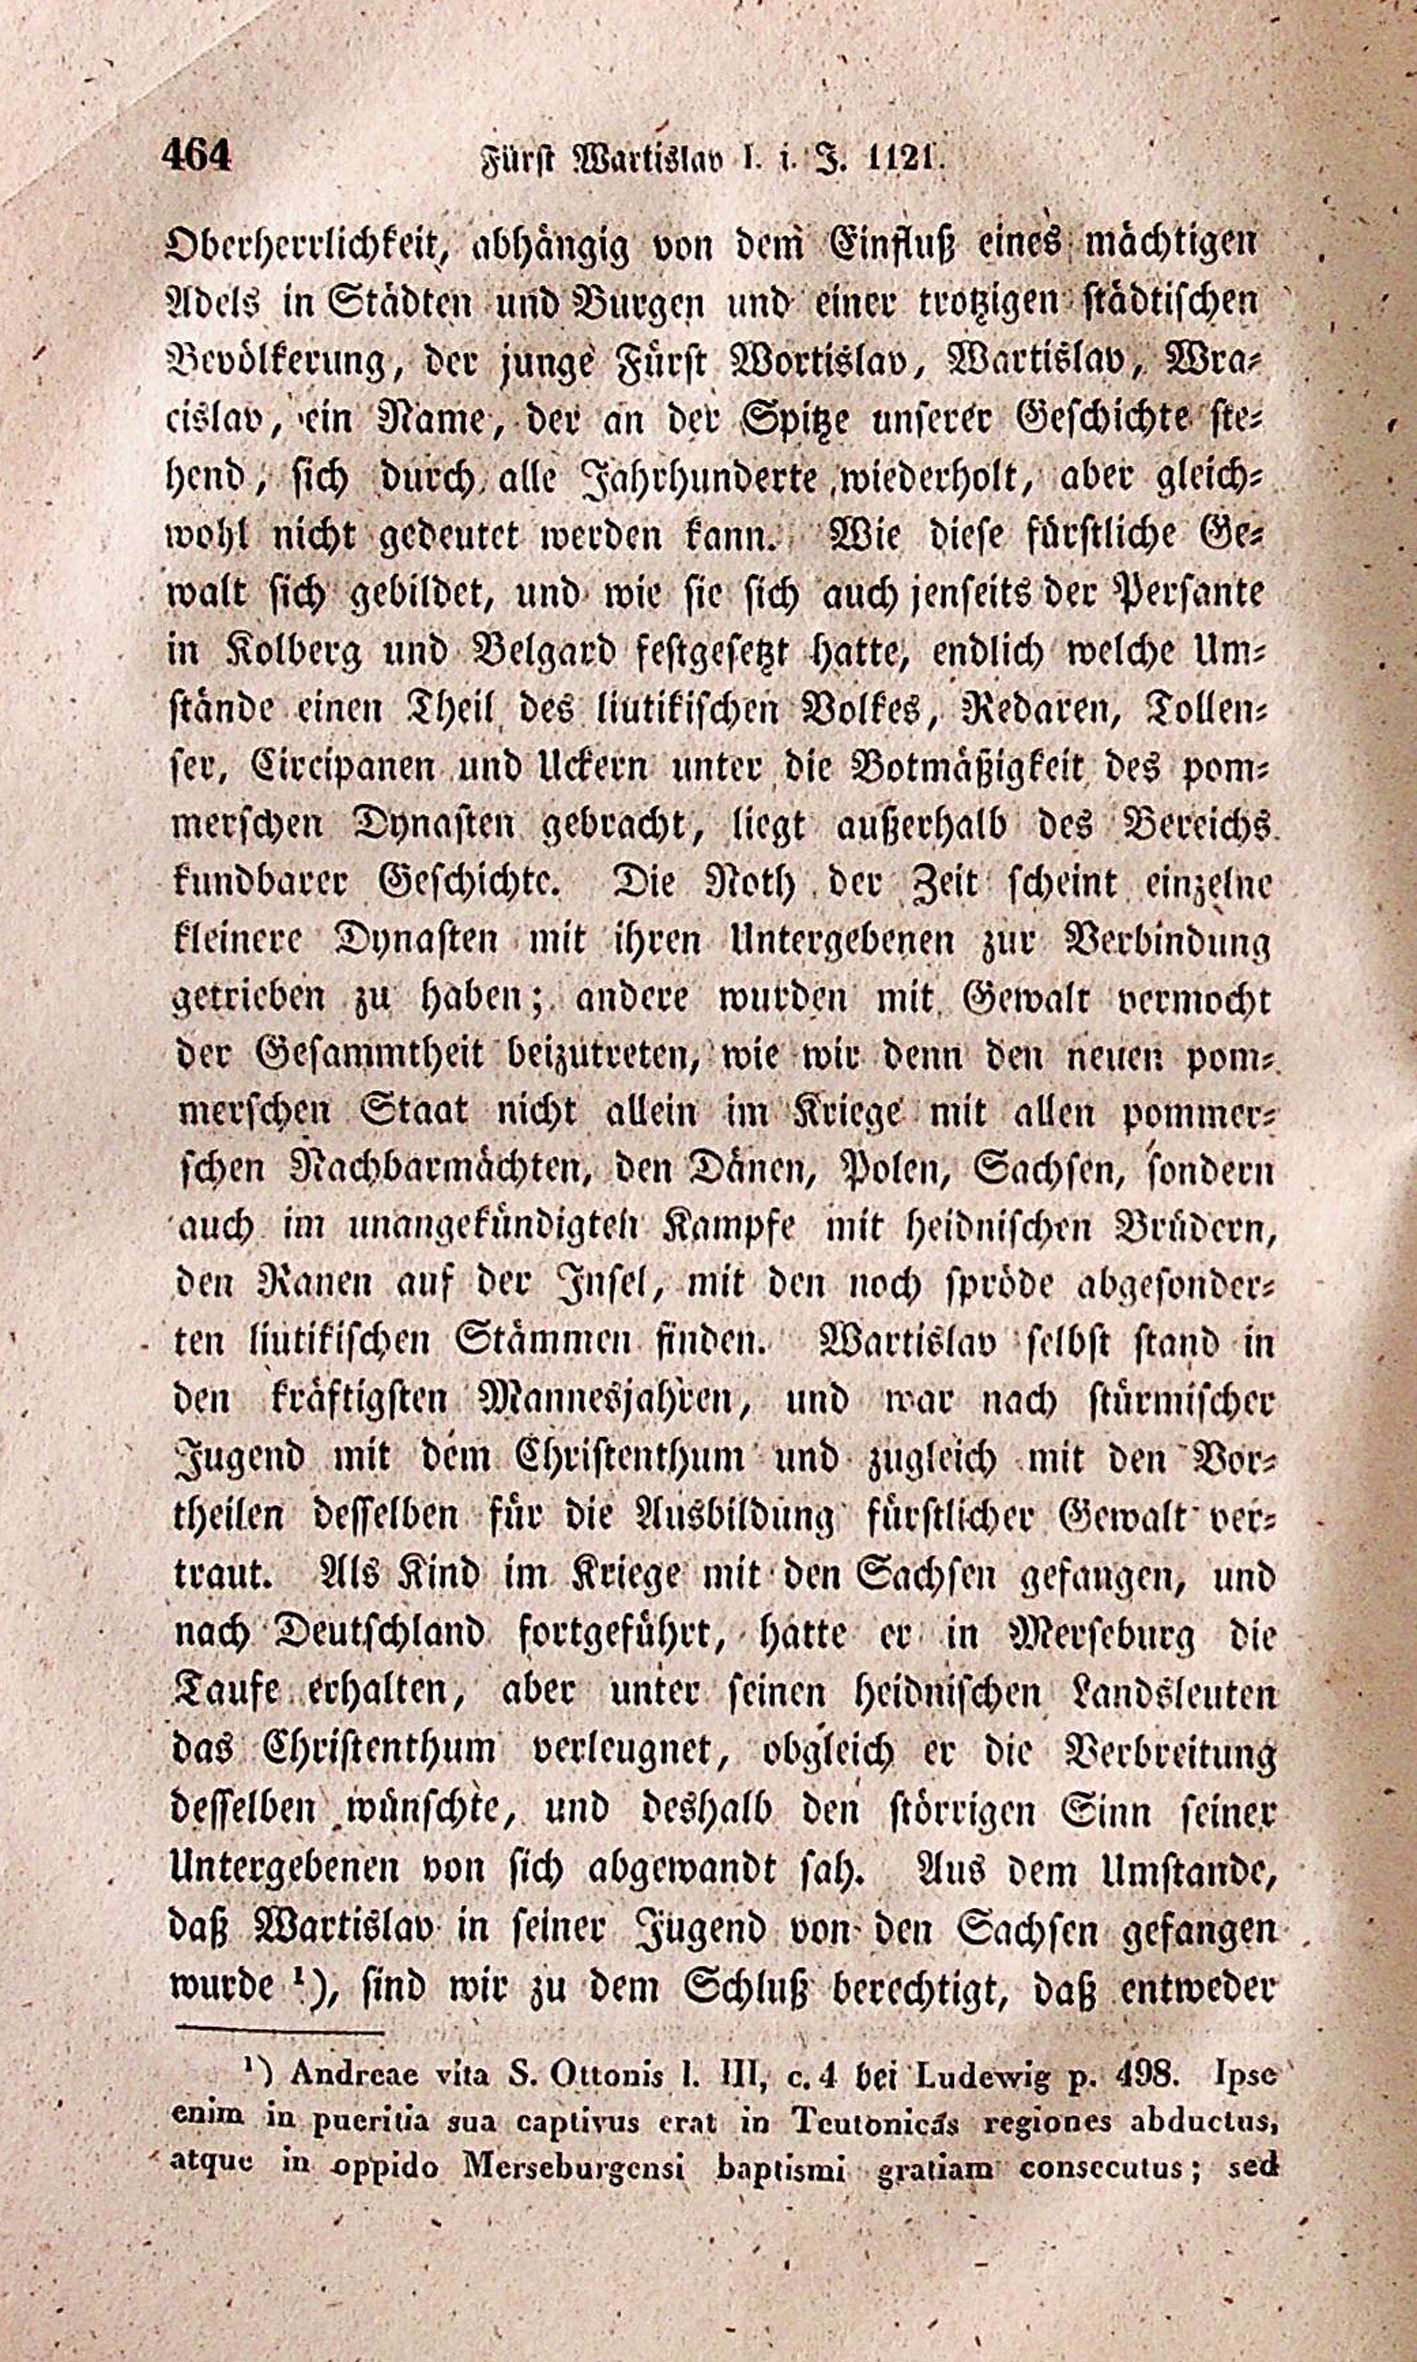 464 Fürst Wartislav I. i. J. 1121.
Oberherrlichkeit, abhängig von dem Einfluß eines mächtigen
Adels in Städten und Burgen und einer trotzigen städtischen
Bevölkerung, der junge Fürst Wortislav, Wartislav, Wra-
cislav, ein Name, der an der Spitze unserer Geschichte ste-
hend, sich durch alle Jahrhunderte wiederholt, aber gleich-
wohl nicht gedeutet werden kann. Wie diese fürstliche Ge-
walt sich gebildet, und wie sie sich auch jenseits der Persante
in Kolberg und Belgard festgesetzt hatte, endlich welche Um-
stände einen Theil des liutikischen Volkes, Redaren, Tollen-
ser, Circipanen und Uckern unter die Botmäßigkeit des pom-
merschen Dynasten gebracht, liegt außerhalb des Bereichs
kundbarer Geschichte. Die Noth der Zeit scheint einzelne
kleinere Dynasten mit ihren Untergebenen zur Verbindung
getrieben zu haben; andere wurden mit Gewalt vermocht
der Gesammtheit beizutreten, wie wir denn den neuen pom-
merschen Staat nicht allein im Kriege mit allen pommer-
schen Nachbarmächten, den Dänen, Polen, Sachsen, sondern
auch im unangekündigten Kampfe mit heidnischen Brüdern,
den Ranen auf der Insel, mit den noch spröde abgesonder-
ten liutikischen Stämmen finden. Wartislav selbst stand in
den kräftigsten Mannesjahren, und war nach stürmischer
Jugend mit dem Christenthum und zugleich mit den Vor-
theilen desselben für die Ausbildung fürstlicher Gewalt ver-
traut. Als Kind im Kriege mit den Sachsen gefangen, und
nach Deutschland fortgeführt, hatte er in Merseburg die
Taufe erhalten, aber unter seinen heidnischen Landsleuten
das Christenthum verleugnet, obgleich er die Verbreitung
desselben wünschte, und deshalb den störrigen Sinn seiner
Untergebenen von sich abgewandt sah. Aus dem Umstande,
daß Wartislav in seiner Jugend von den Sachsen gefangen
wurde ¹), sind wir zu dem Schluß berechtigt, daß entweder
¹) Andreae vita S. Ottonis l. III, c. 4 bei Ludewig p. 498. Ipse
enim in pueritia sua captivus erat in Teutonicas regiones abductus,
atque in oppido Merseburgensi baptismi gratiam consecutus; sed